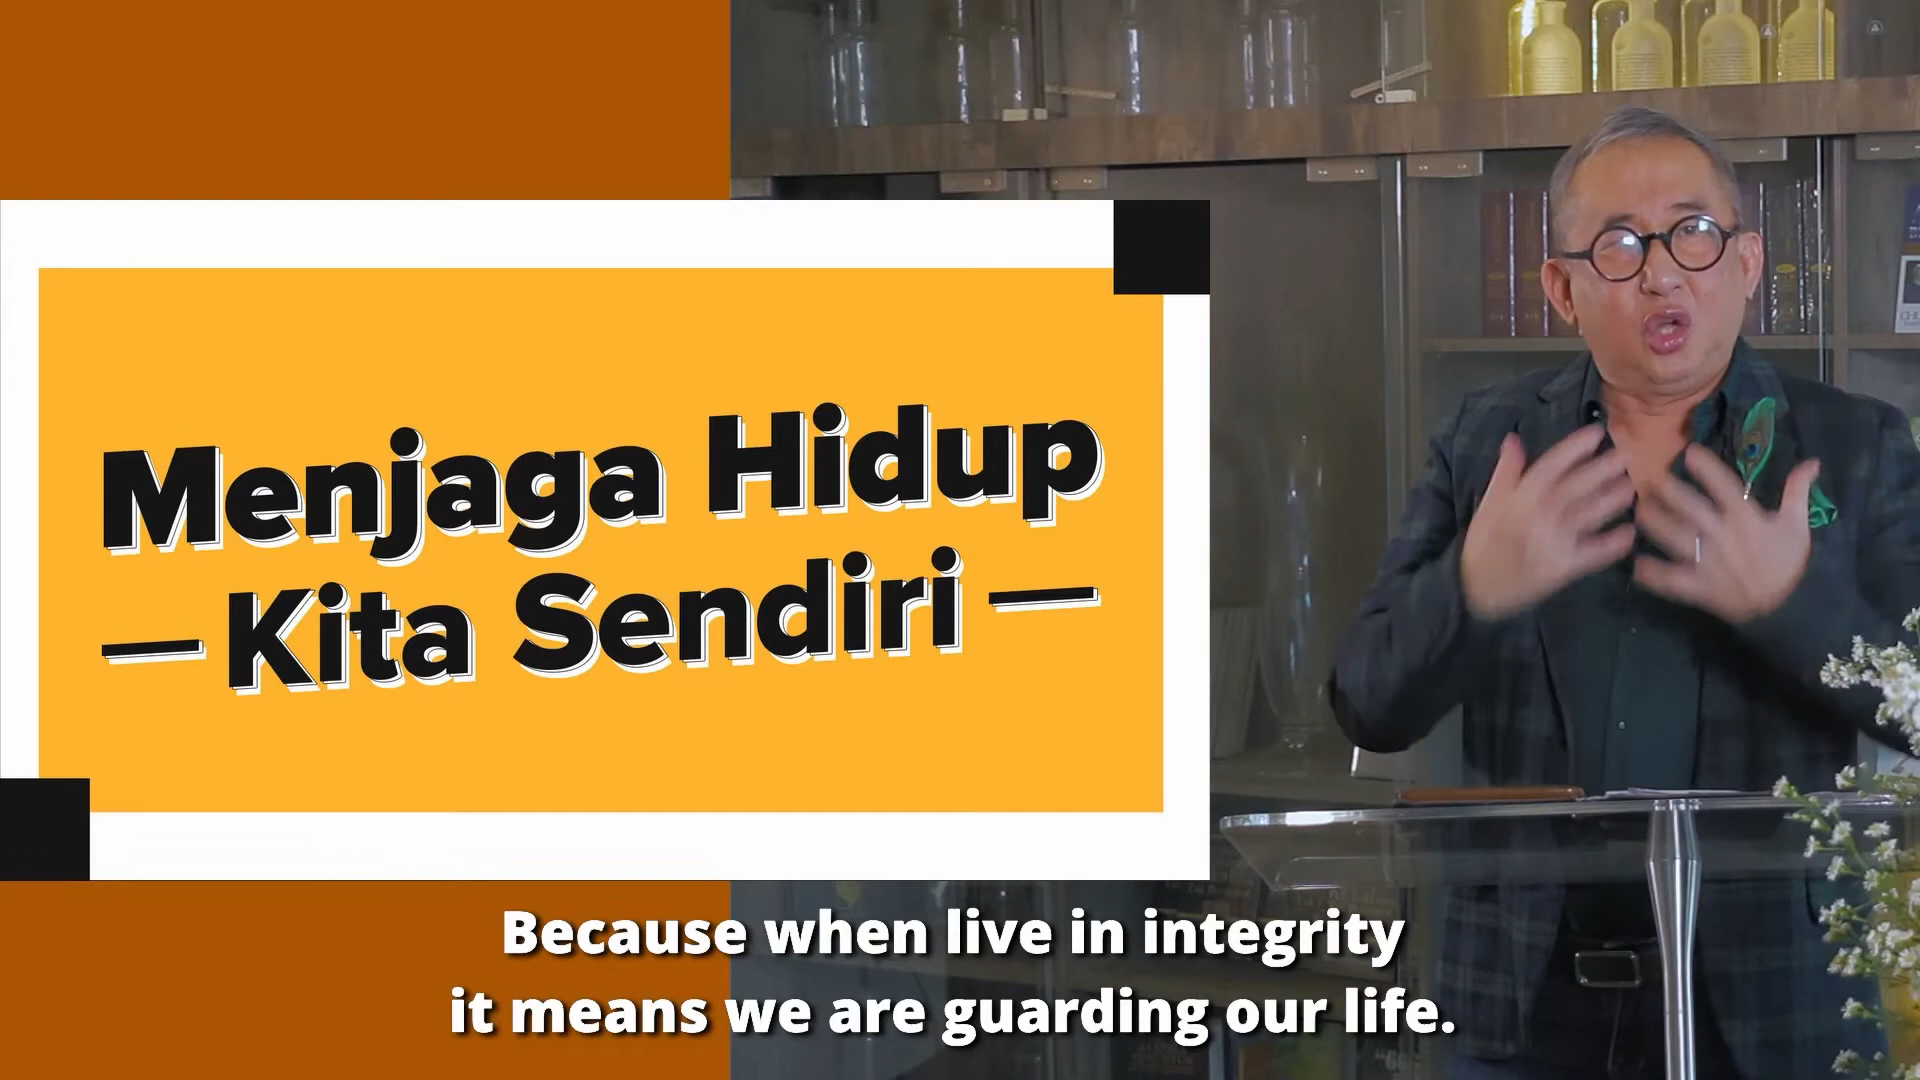 Menjaga Hidup
Kita Sendiri
Because when live in integrity
it means we are guarding our life.